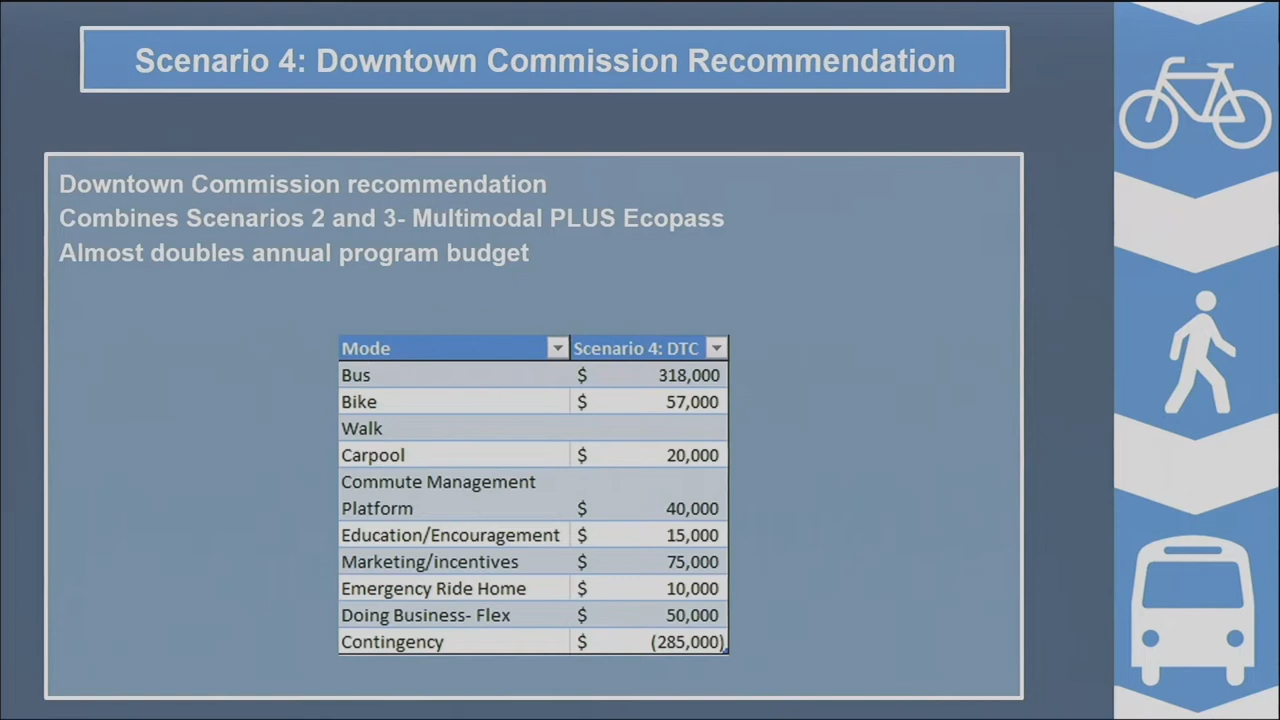 Scenario 4: Downtown Commission Recommendation
Downtown Commission recommendation
Combines Scenarios 2 and 3- Multimodal PLUS Ecopass
Almost doubles annual program budget
Mode Scenario 4: DTC
Bus $ 318,000
Bike $ 57,000
Walk
Carpool $ 20,000
Commute Management
Platform $ 40,000
Education/Encouragement $ 15,000
Marketing/incentives $ 75,000
Emergency Ride Home $ 10,000
Doing Business- Flex $ 50,000
Contingency $ (285,000)